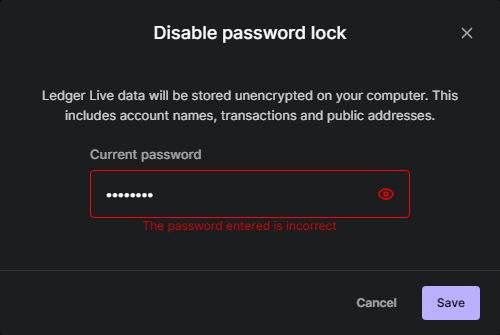 Disable password lock
Ledger Live data will be stored unencrypted on your computer. This
includes account names, transactions and public addresses.
Current password
••••••••
The password entered is incorrect
Cancel
Save